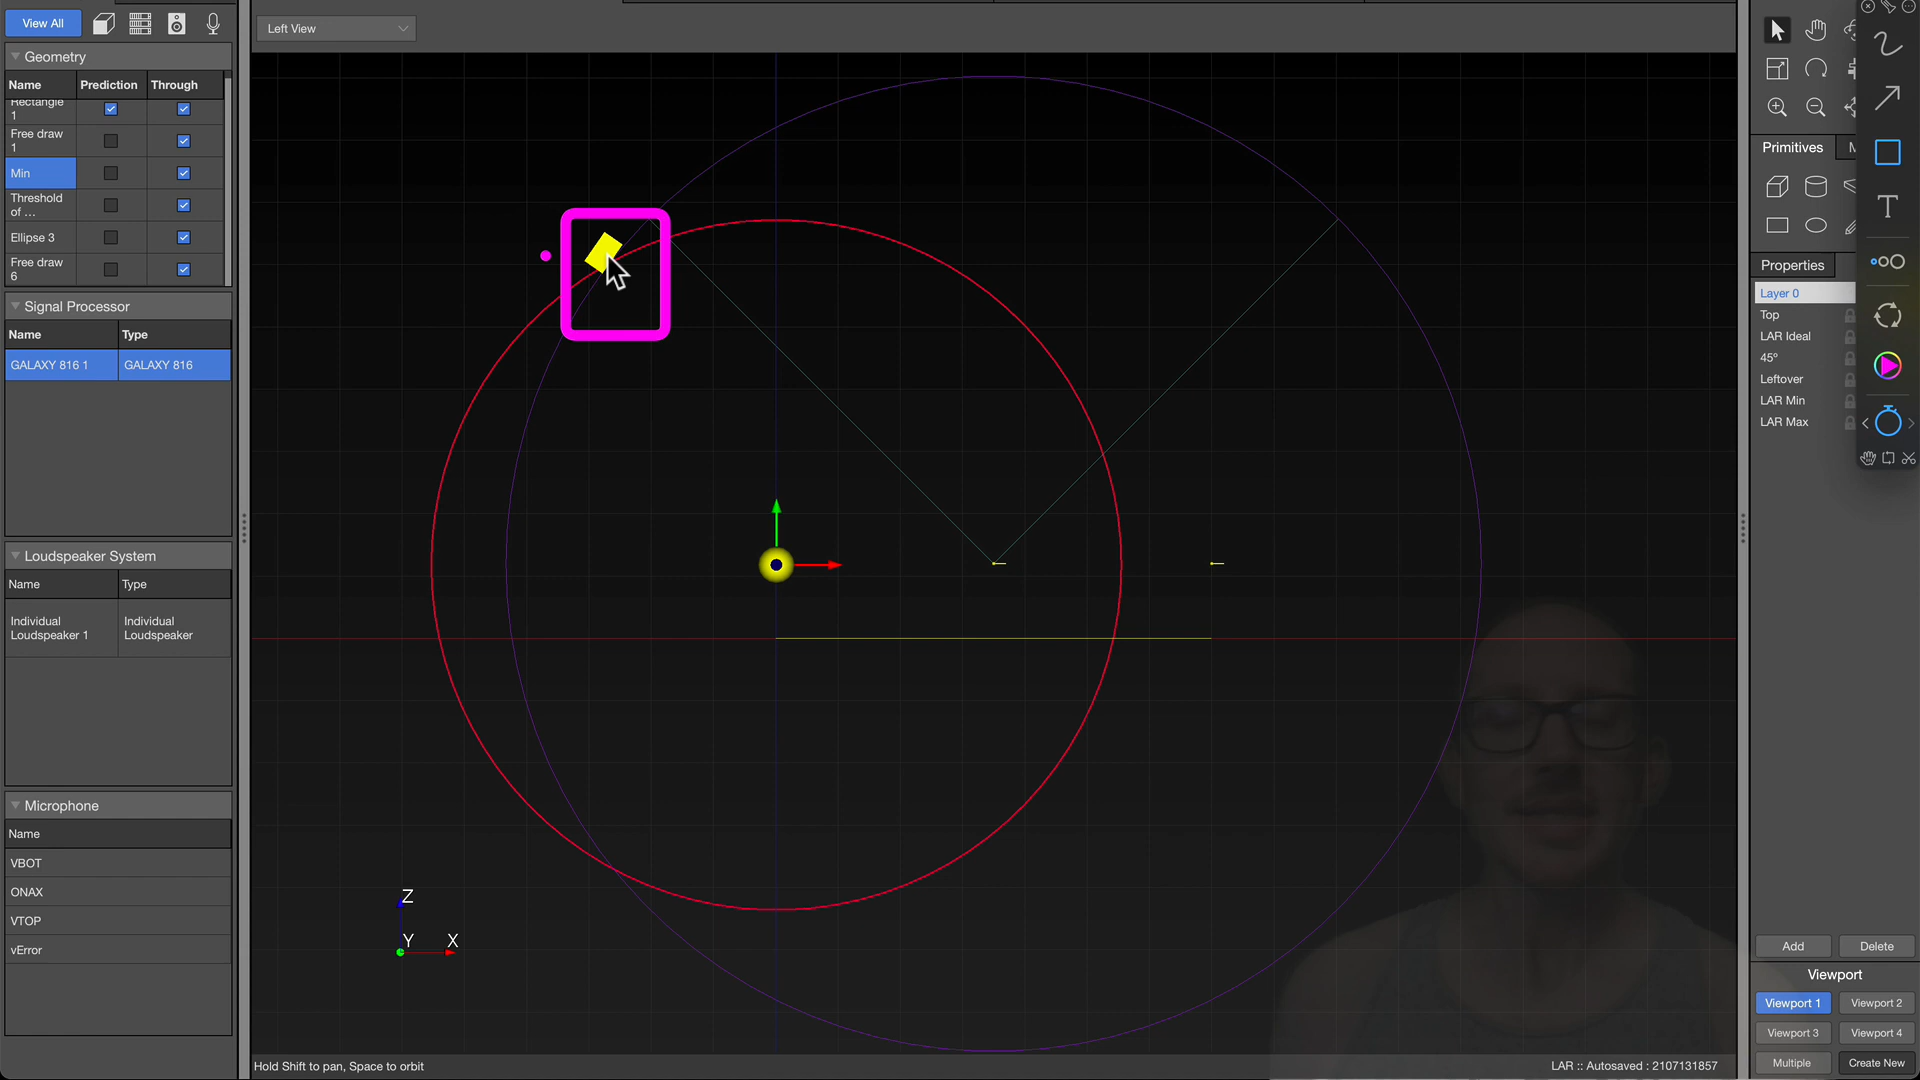 View All
Left View
Geometry
Name Prediction Through
Rectangle
1
Free draw
1
Min
Threshold
of ...
Ellipse 3
Free draw
6
Signal Processor
Name Type
GALAXY 816 1 GALAXY 816
Loudspeaker System
Name Type
Individual
Loudspeaker 1
Individual
Loudspeaker
Microphone
Name
VBOT
ONAX
VTOP
vError
Z
Y X
Hold Shift to pan, Space to orbit
LAR :: Autosaved : 2107131857
T
Primitives M
Properties
Layer 0
Top
LAR Ideal
45º
Leftover
LAR Min
LAR Max
Add Delete
Viewport
Viewport 1 Viewport 2
Viewport 3 Viewport 4
Multiple Create New